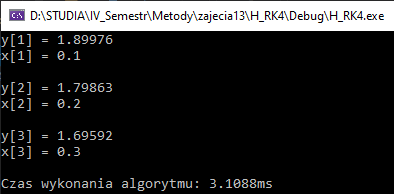 D:\STUDIA\IV_Semestr\Metody\zajecia13\H_RK4\Debug\H_RK4.exe
y[1] = 1.89976
x[1] = 0.1
y[2] = 1.79863
x[2] = 0.2
y[3] = 1.69592
x[3] = 0.3
Czas wykonania algorytmu: 3.1088ms